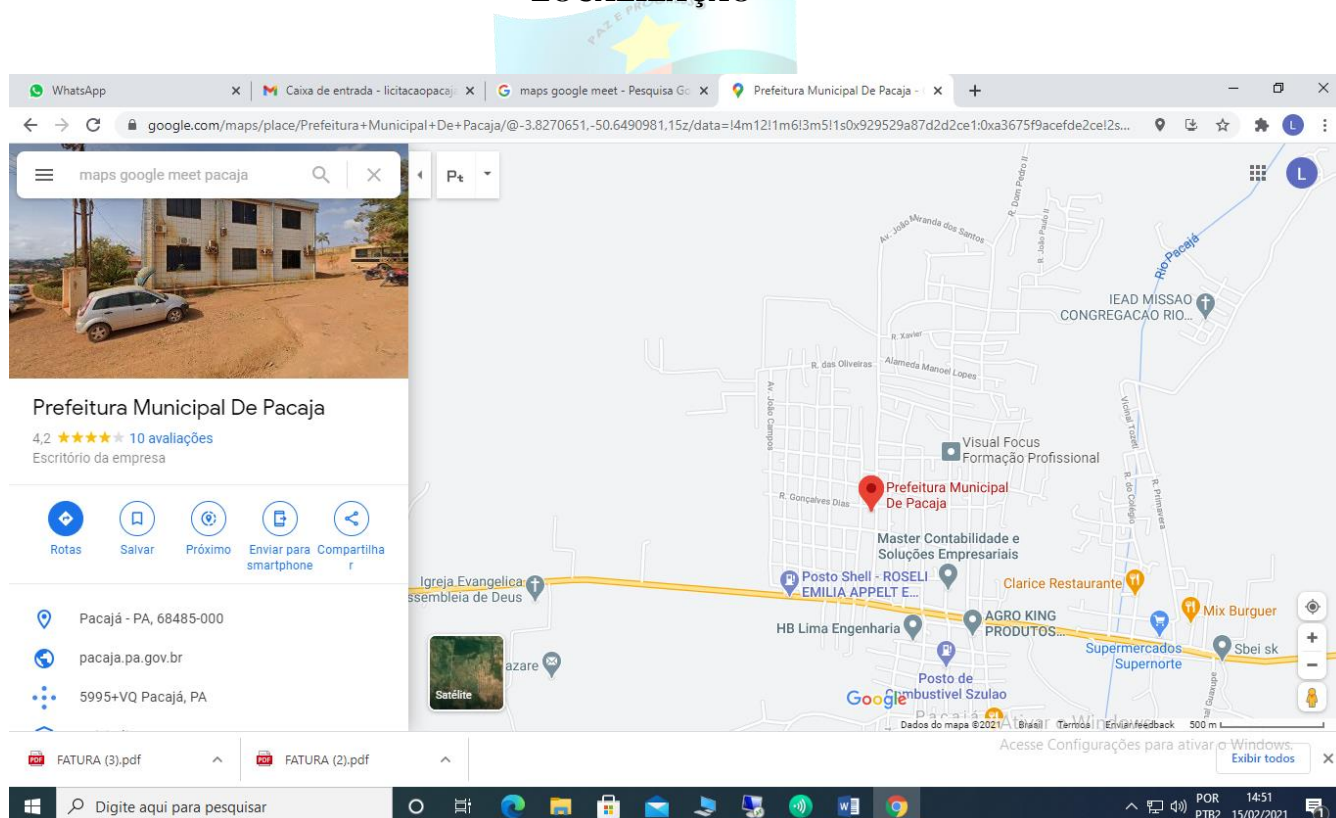 LOCALIZAÇÃO
PAZ E PROGRESSO
WhatsApp
Caixa de entrada - licitacaopacaja
maps google meet - Pesquisa Go
Prefeitura Municipal De Pacaja -
google.com/maps/place/Prefeitura+Municipal+De+Pacaja/@-3.8270651,-50.6490981,15z/data=!4m12!1m6!3m5!1s0x929529a87d2d2ce1:0xa3675f9acefde2ce!2s...
L
maps google meet pacaja
Prefeitura Municipal De Pacaja
4,2
10 avaliações
Escritório da empresa
Rotas
Salvar
Próximo
Enviar para
smartphone
Compartilha
r
Pacajá - PA, 68485-000
pacaja.pa.gov.br
5995+VQ Pacajá, PA
L
R. Dom Pedro II
R. João Paulo II
Av. João Miranda dos Santos
Rio Pacajá
IEAD MISSAO
CONGREGACAO RIO...
R. Xavier
R. das Oliveiras
Alameda Manoel Lopes
Av. João Campos
Vicinal Tozeti
Visual Focus
Formação Profissional
R. do Colégio
R. Primavera
Prefeitura Municipal
De Pacaja
R. Gonçalves Dias
Master Contabilidade e
Soluções Empresariais
Posto Shell - ROSELI
EMILIA APPELT E...
Clarice Restaurante
Igreja Evangelica
ssembleia de Deus
Mix Burguer
AGRO KING
PRODUTOS...
HB Lima Engenharia
Supermercados
Supernorte
Sbei sk
azare
Posto de
Combustivel Szulao
Satélite
Google
Pacajá
Dados do mapa ©2021
Brasil
Termos
Enviar feedback
500 m
Ativar o Windows
Acesse Configurações para ativar o Windows.
FATURA (3).pdf
FATURA (2).pdf
Exibir todos
Digite aqui para pesquisar
POR
PTB2
14:51
15/02/2021